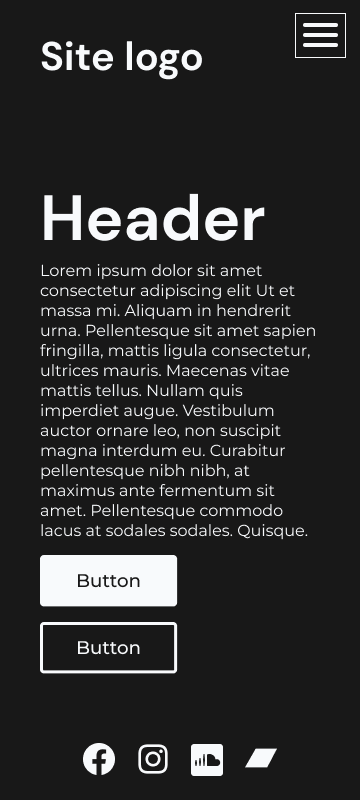 Site logo
Header
Lorem ipsum dolor sit amet
consectetur adipiscing elit Ut et
massa mi. Aliquam in hendrerit
urna. Pellentesque sit amet sapien
fringilla, mattis ligula consectetur,
ultrices mauris. Maecenas vitae
mattis tellus. Nullam quis
imperdiet augue. Vestibulum
auctor ornare leo, non suscipit
magna interdum eu. Curabitur
pellentesque nibh nibh, at
maximus ante fermentum sit
amet. Pellentesque commodo
lacus at sodales sodales. Quisque.
Button
Button